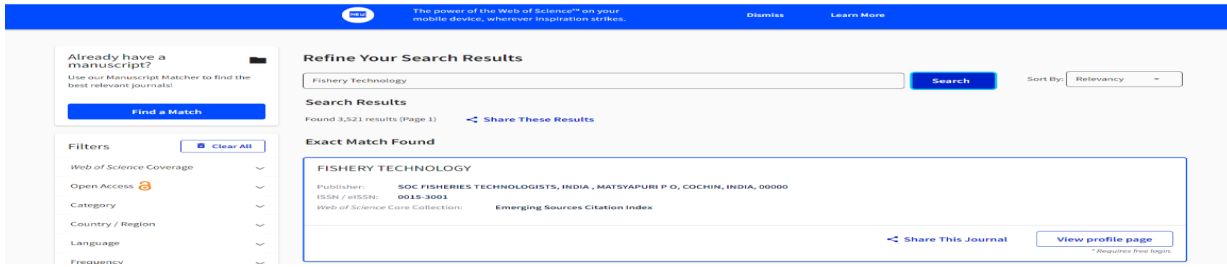 NEW
The power of the Web of Science™ on your
mobile device, wherever inspiration strikes.
Dismiss
Learn More
Already have a
manuscript?
Use our Manuscript Matcher to find the
best relevant journals!
Find a Match
Filters
Clear All
Web of Science Coverage
Open Access
Category
Country / Region
Language
Frequency
Refine Your Search Results
Fishery Technology
Search
Sort By: Relevancy
Search Results
Found 3,521 results (Page 1)
Share These Results
Exact Match Found
FISHERY TECHNOLOGY
Publisher: SOC FISHERIES TECHNOLOGISTS, INDIA , MATSYAPURI P O, COCHIN, INDIA, 00000
ISSN / eISSN: 0015-3001
Web of Science Core Collection: Emerging Sources Citation Index
Share This Journal
View profile page
* Requires free login.